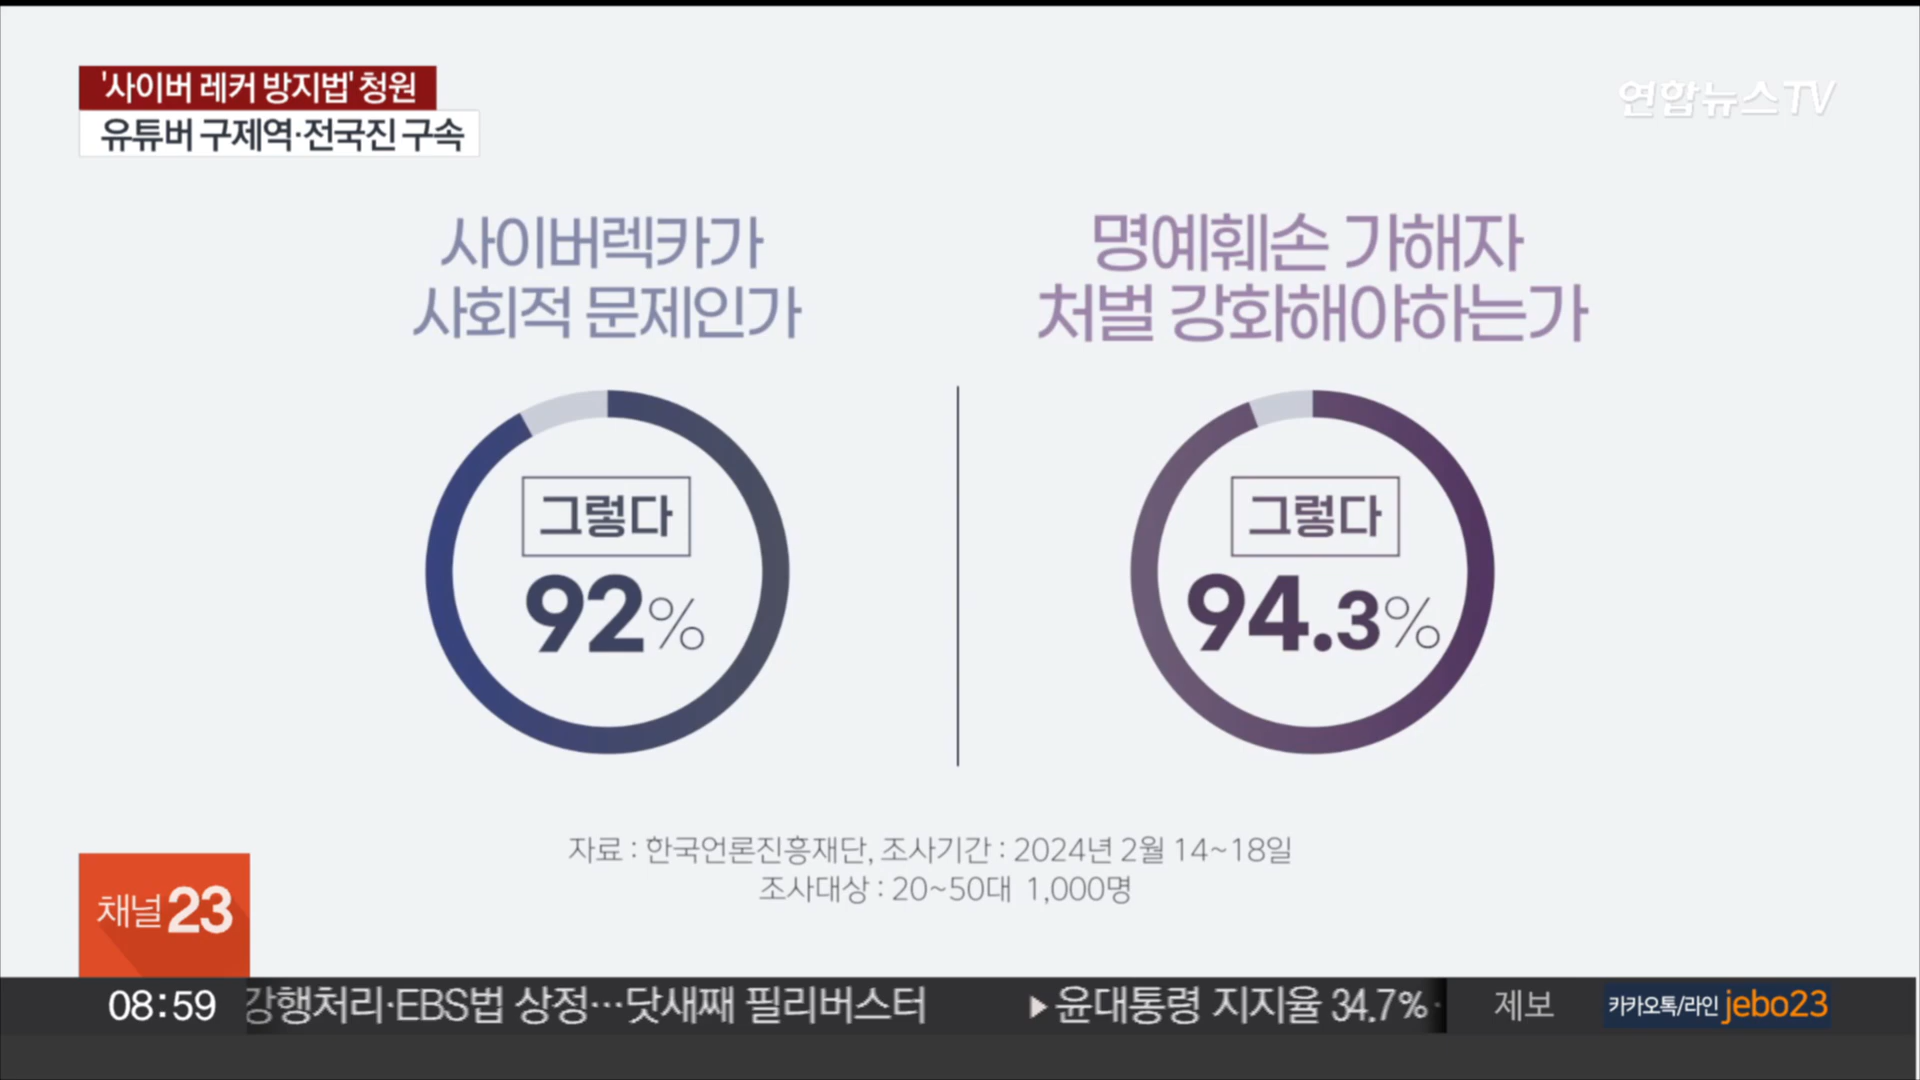 '사이버 레커 방지법' 청원
유튜버 구제역·전국진 구속
연합뉴스TV
사이버렉카가
사회적 문제인가
그렇다
92%
명예훼손 가해자
처벌 강화해야하는가
그렇다
94.3%
자료 : 한국언론진흥재단, 조사기간 : 2024년 2월 14~18일
조사대상 : 20~50대 1,000명
채널 23
08:59 강행처리·EBS법 상정…닷새째 필리버스터 ▶윤대통령 지지율 34.7% 제보 카카오톡/라인 jebo23